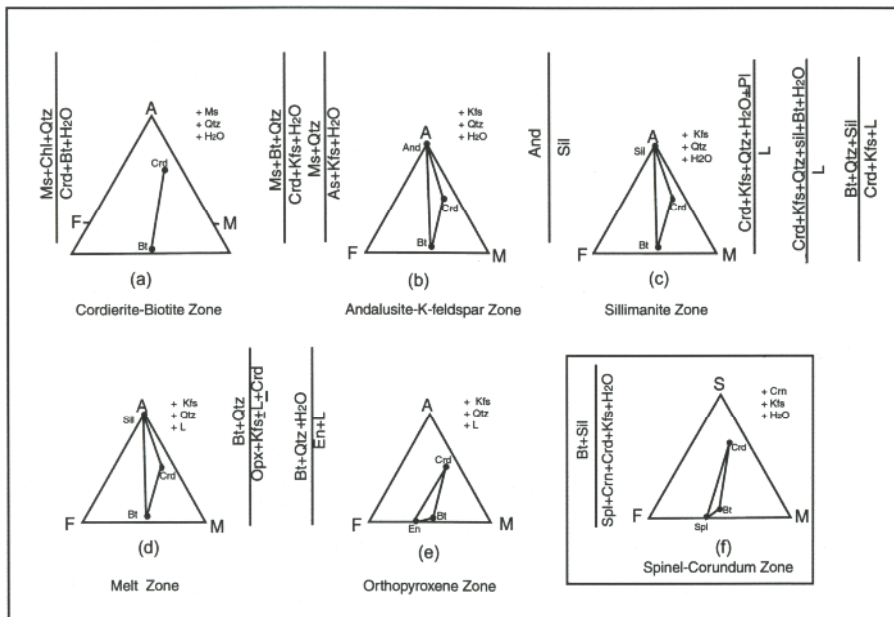 Ms+Chl+Qtz
Crd+Bt+H2O
A
+ Ms
+ Qtz
+ H2O
Crd
F
M
Bt
(a)
Cordierite-Biotite Zone
Ms+Bt+Qtz
Crd+Kfs+H2O
Ms+Qtz
As+Kfs+H2O
A
And
+ Kfs
+ Qtz
+ H2O
Crd
Bt
F
M
(b)
Andalusite-K-feldspar Zone
And
Sil
A
Sil
+ Kfs
+ Qtz
+ H2O
Crd
Bt
F
M
(c)
Sillimanite Zone
Crd+Kfs+Qtz+H2O±Pl
L
Crd+Kfs+Qtz+sil+Bt+H2O
L
Bt+Qtz+Sil
Crd+Kfs+L
A
Sil
+ Kfs
+ Qtz
+ L
Crd
Bt
F
M
(d)
Melt Zone
Bt+Qtz
Opx+Kfs±L±Crd
Bt+Qtz+H2O
En+L
A
+ Kfs
+ Qtz
+ L
Crd
Bt
F
En
M
(e)
Orthopyroxene Zone
Bt+Sil
Spl+Crn+Crd+Kfs+H2O
S
+ Crn
+ Kfs
+ H2O
Crd
Bt
F
Spl
M
(f)
Spinel-Corundum Zone